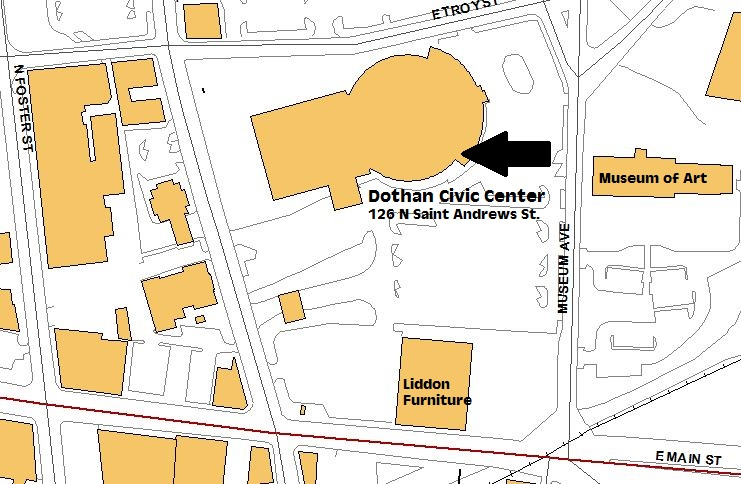 E TROY ST
N FOSTER ST
Museum of Art
Dothan Civic Center
126 N Saint Andrews St.
MUSEUM AVE
Liddon
Furniture
E MAIN ST